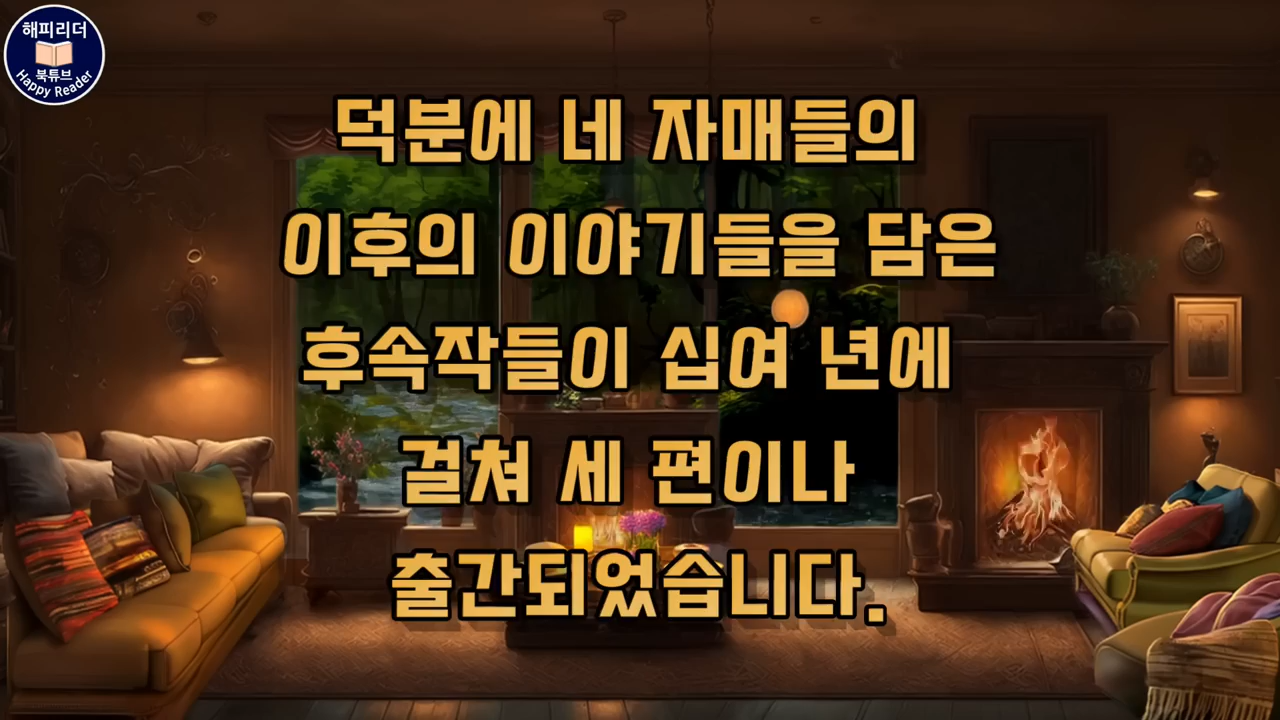 해피리더
북튜브
Happy Reader
덕분에 네 자매들의
이후의 이야기들을 담은
후속작들이 십여 년에
걸쳐 세 편이나
출간되었습니다.